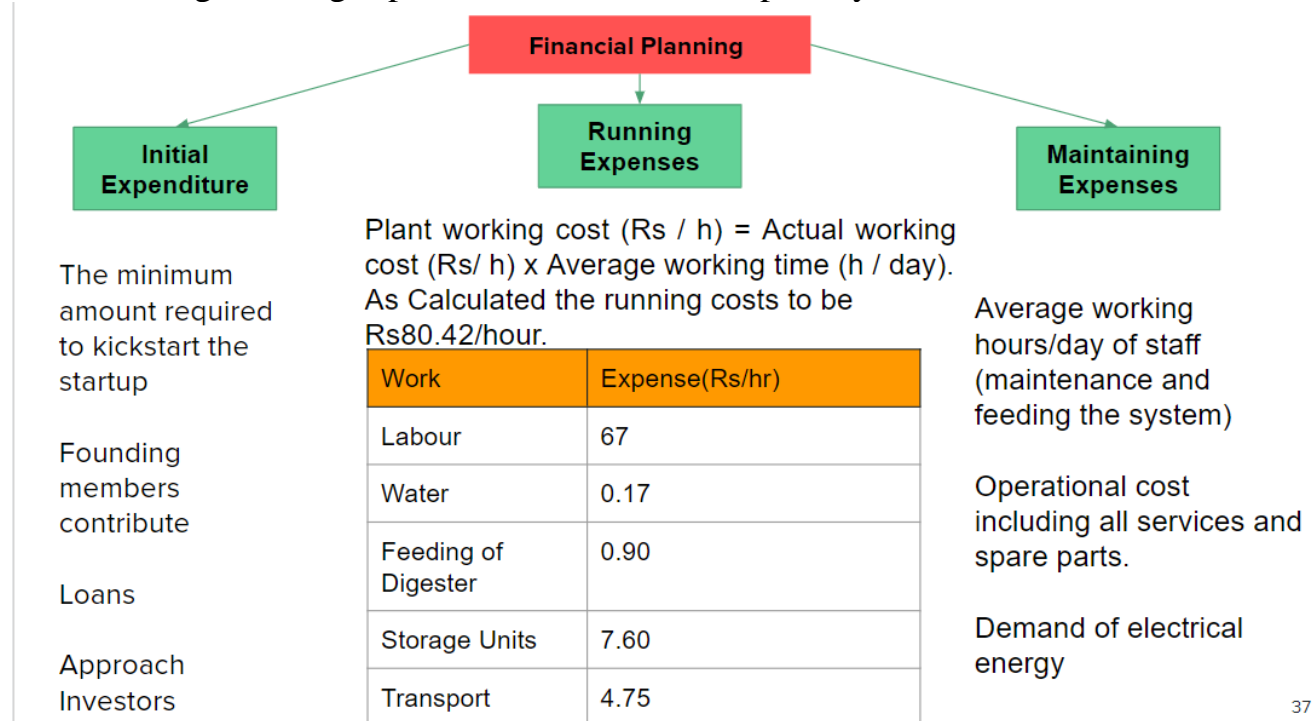 Financial Planning
Initial
Expenditure
The minimum
amount required
to kickstart the
startup
Founding
members
contribute
Loans
Approach
Investors
Running
Expenses
Plant working cost (Rs / h) = Actual working
cost (Rs/ h) x Average working time (h / day).
As Calculated the running costs to be
Rs80.42/hour.
Work Expense(Rs/hr)
Labour 67
Water 0.17
Feeding of 0.90
Digester
Storage Units 7.60
Transport 4.75
Maintaining
Expenses
Average working
hours/day of staff
(maintenance and
feeding the system)
Operational cost
including all services and
spare parts.
Demand of electrical
energy
37